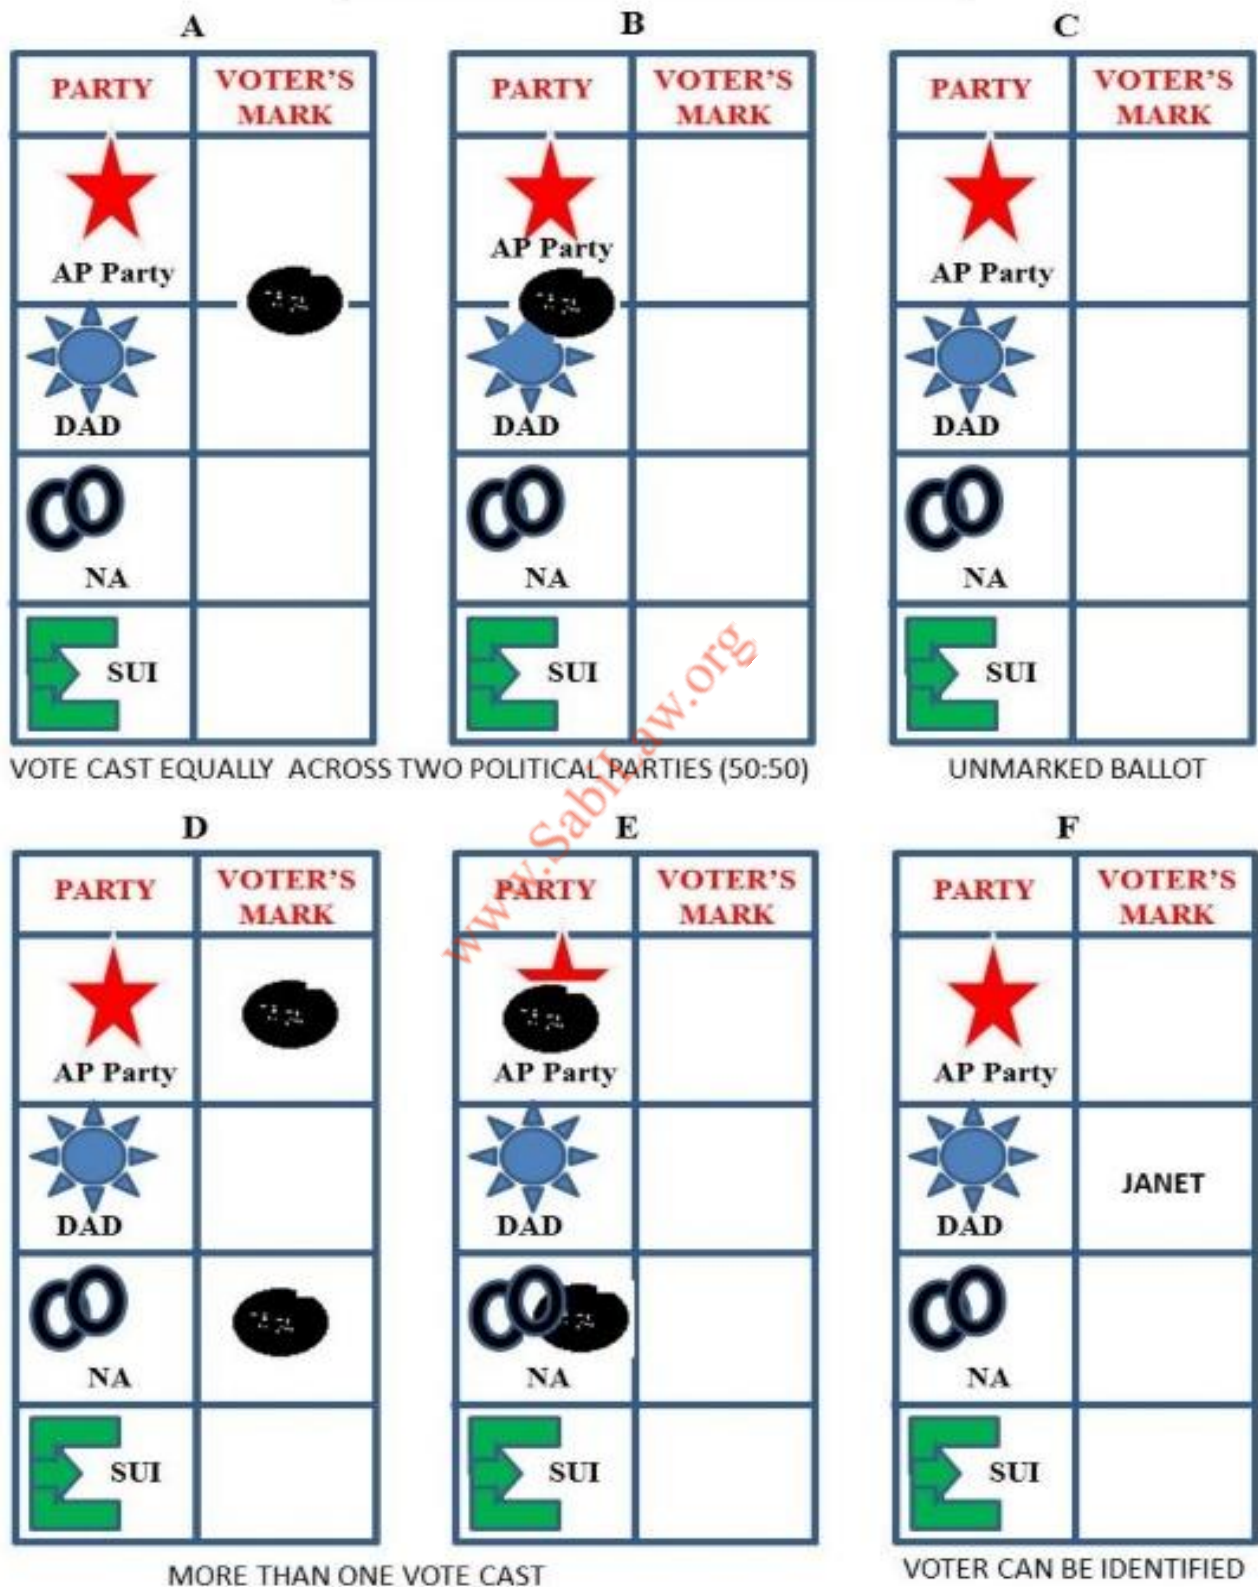 A
B
C
PARTY VOTER'S MARK
PARTY VOTER'S MARK
PARTY VOTER'S MARK
AP Party
AP Party
AP Party
DAD
DAD
DAD
NA
NA
NA
SUI
SUI
SUI
VOTE CAST EQUALLY ACROSS TWO POLITICAL PARTIES (50:50)
UNMARKED BALLOT
www.SabiLaw.org
D
E
F
PARTY VOTER'S MARK
PARTY VOTER'S MARK
PARTY VOTER'S MARK
AP Party
AP Party
AP Party
DAD
DAD
DAD
JANET
NA
NA
NA
SUI
SUI
SUI
MORE THAN ONE VOTE CAST
VOTER CAN BE IDENTIFIED